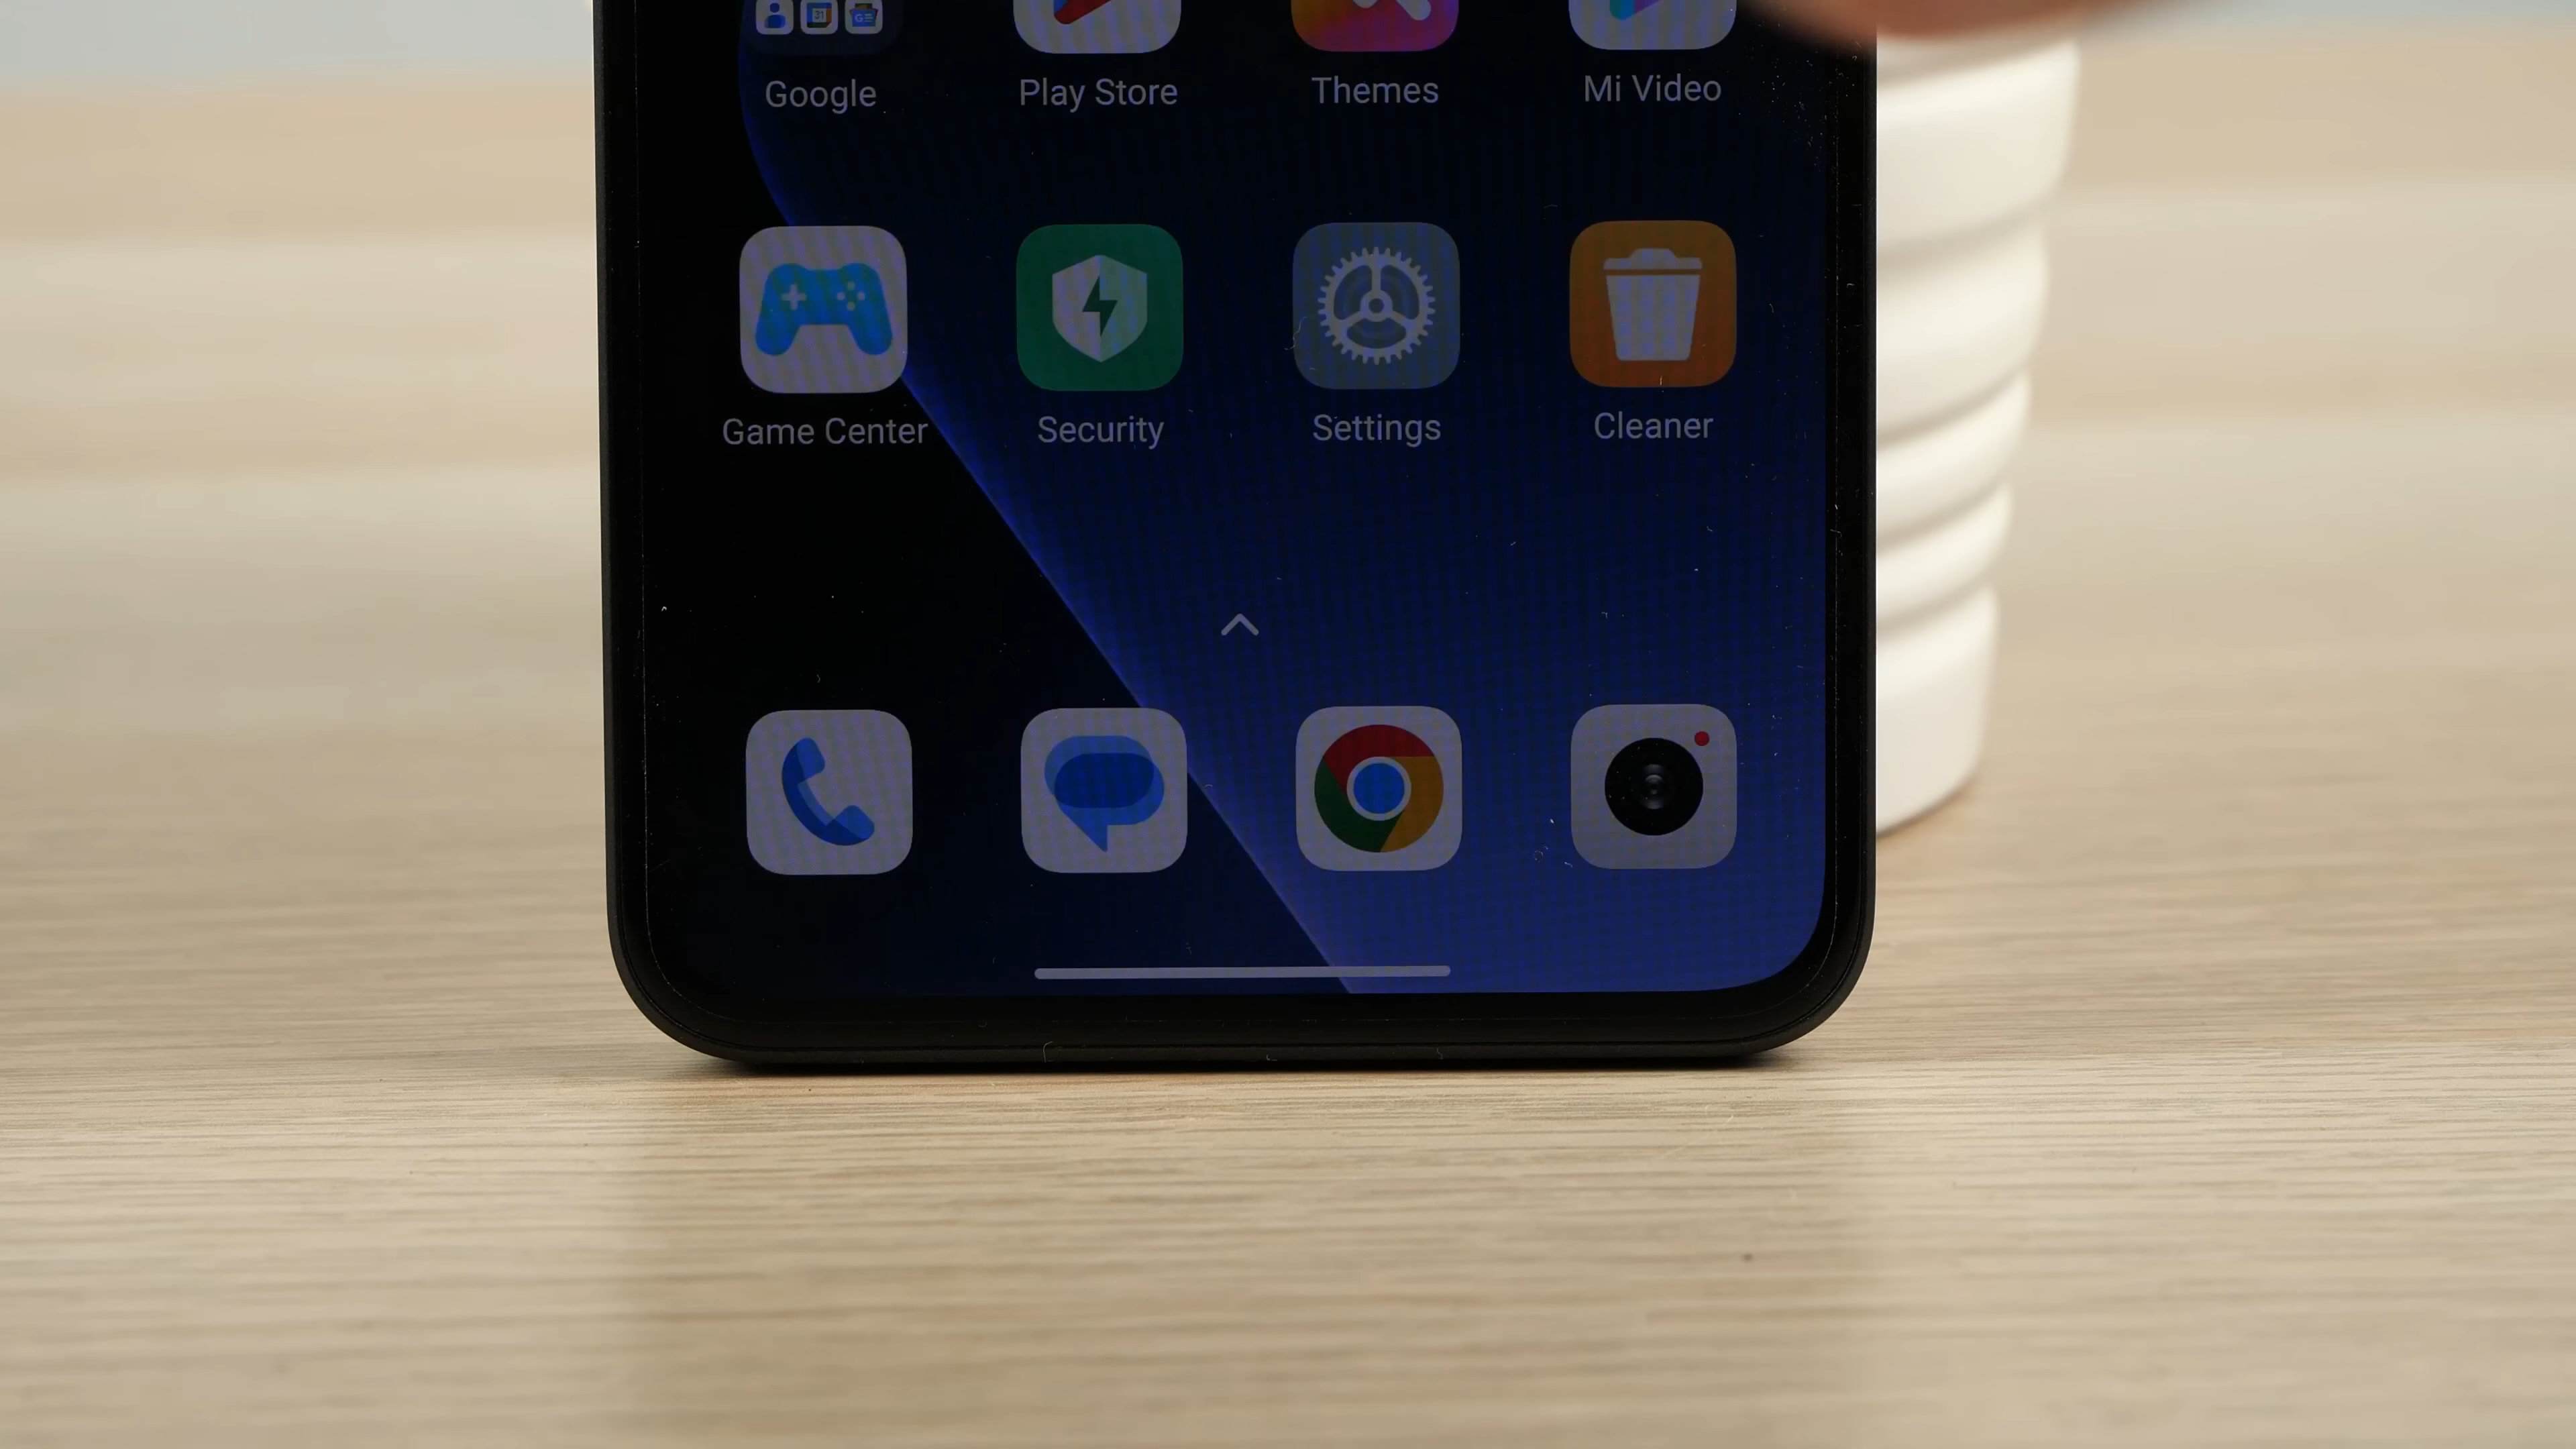 Google
Play Store
Themes
Mi Video
Game Center
Security
Settings
Cleaner